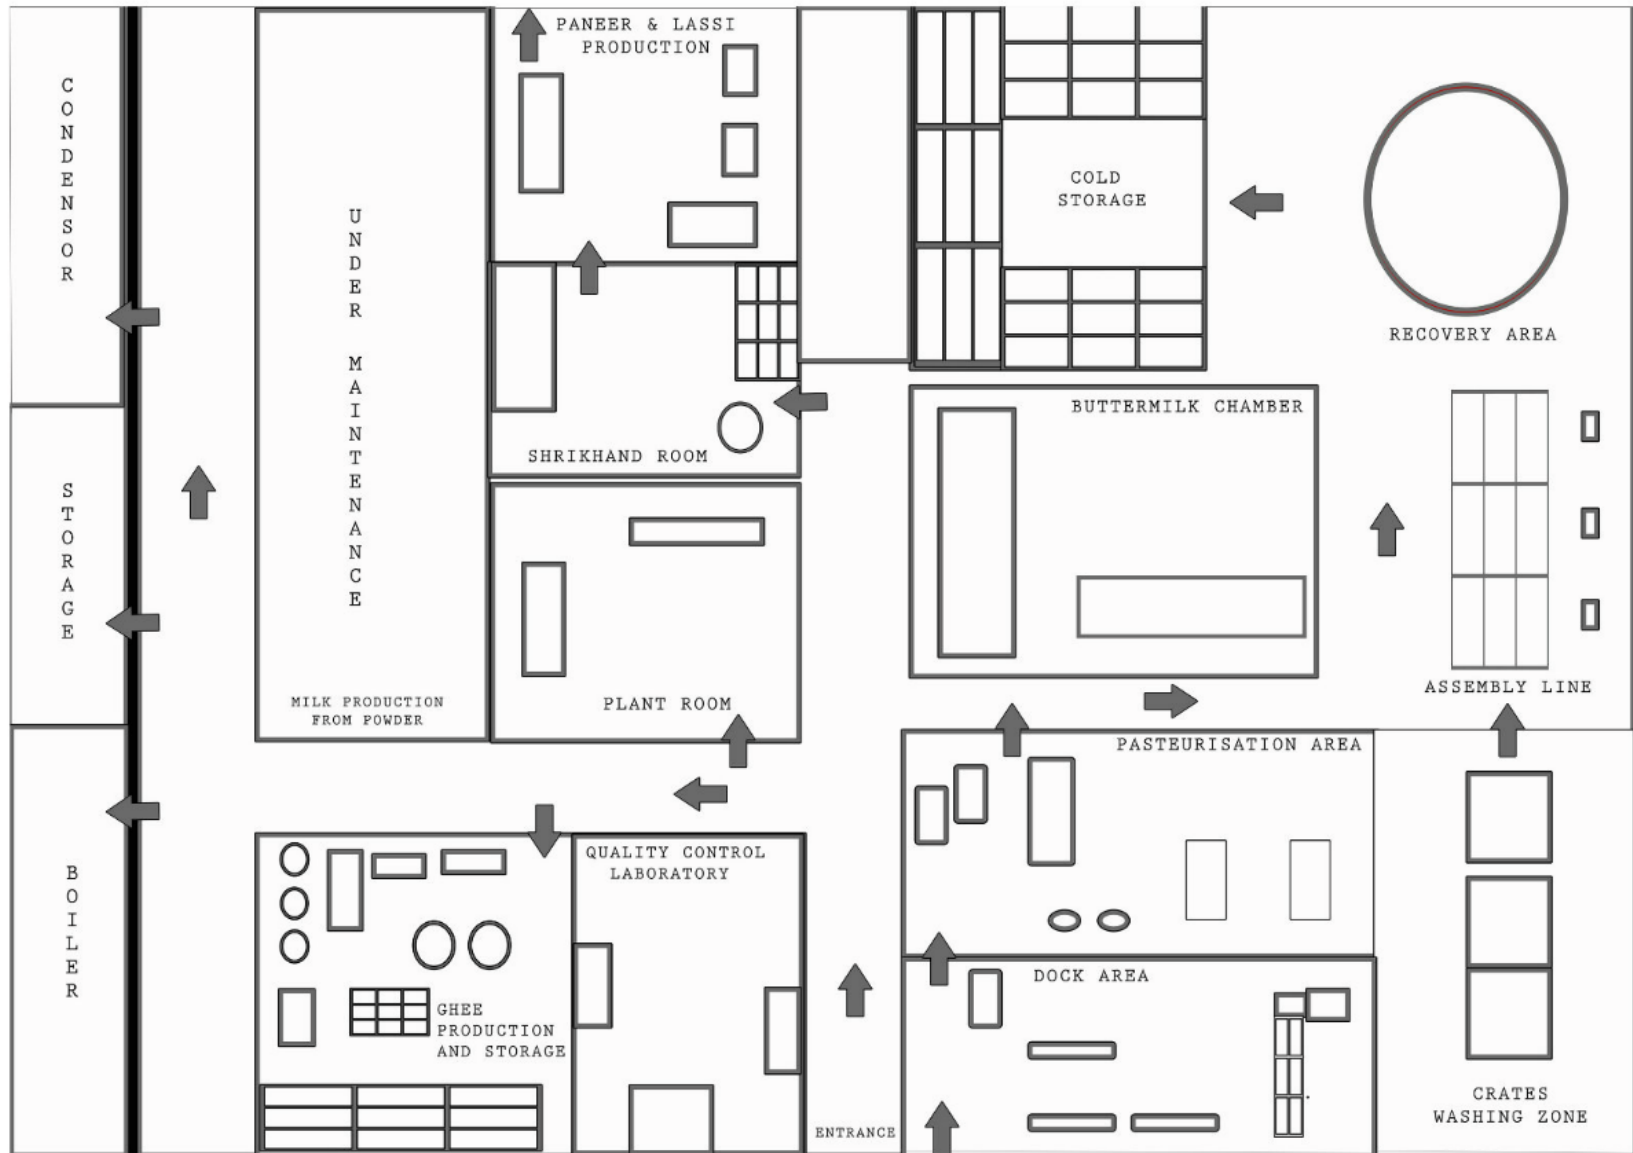 CONDENSOR
STORAGE
BOILER
UNDER MAINTENANCE
MILK PRODUCTION
FROM POWDER
PANEER & LASSI
PRODUCTION
SHRIKHAND ROOM
PLANT ROOM
COLD
STORAGE
RECOVERY AREA
BUTTERMILK CHAMBER
ASSEMBLY LINE
PASTEURISATION AREA
QUALITY CONTROL
LABORATORY
GHEE
PRODUCTION
AND STORAGE
DOCK AREA
ENTRANCE
CRATES
WASHING ZONE